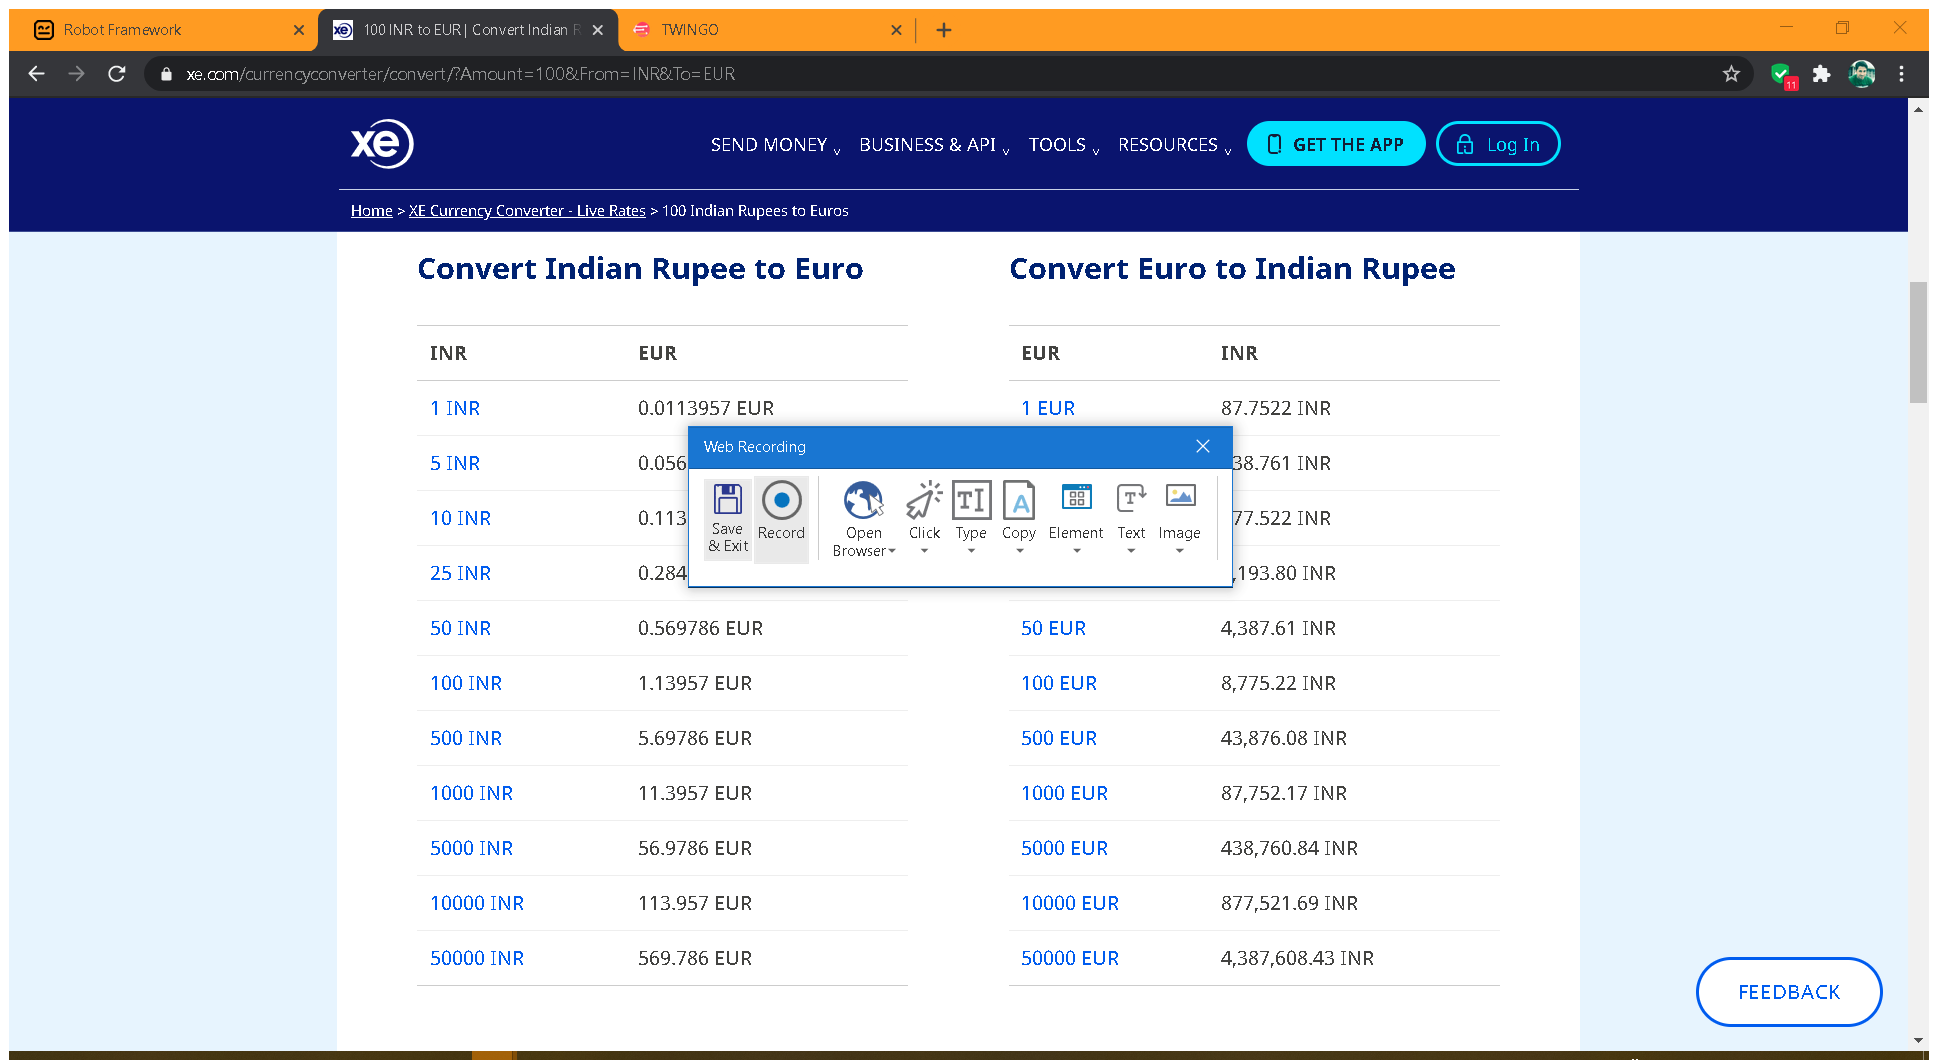 Robot Framework
100 INR to EUR | Convert Indian R
TWINGO
xe.com/currencyconverter/convert/?Amount=100&From=INR&To=EUR
11
xe
SEND MONEY
BUSINESS & API
TOOLS
RESOURCES
GET THE APP
Log In
Home > XE Currency Converter - Live Rates > 100 Indian Rupees to Euros
Convert Indian Rupee to Euro
INR EUR
1 INR 0.0113957 EUR
5 INR 0.056
10 INR 0.113
25 INR 0.284
50 INR 0.569786 EUR
100 INR 1.13957 EUR
500 INR 5.69786 EUR
1000 INR 11.3957 EUR
5000 INR 56.9786 EUR
10000 INR 113.957 EUR
50000 INR 569.786 EUR
Convert Euro to Indian Rupee
EUR INR
1 EUR 87.7522 INR
38.761 INR
77.522 INR
,193.80 INR
50 EUR 4,387.61 INR
100 EUR 8,775.22 INR
500 EUR 43,876.08 INR
1000 EUR 87,752.17 INR
5000 EUR 438,760.84 INR
10000 EUR 877,521.69 INR
50000 EUR 4,387,608.43 INR
Web Recording
Save
& Exit
Record
Open
Browser
Click
Type
Copy
Element
Text
Image
FEEDBACK